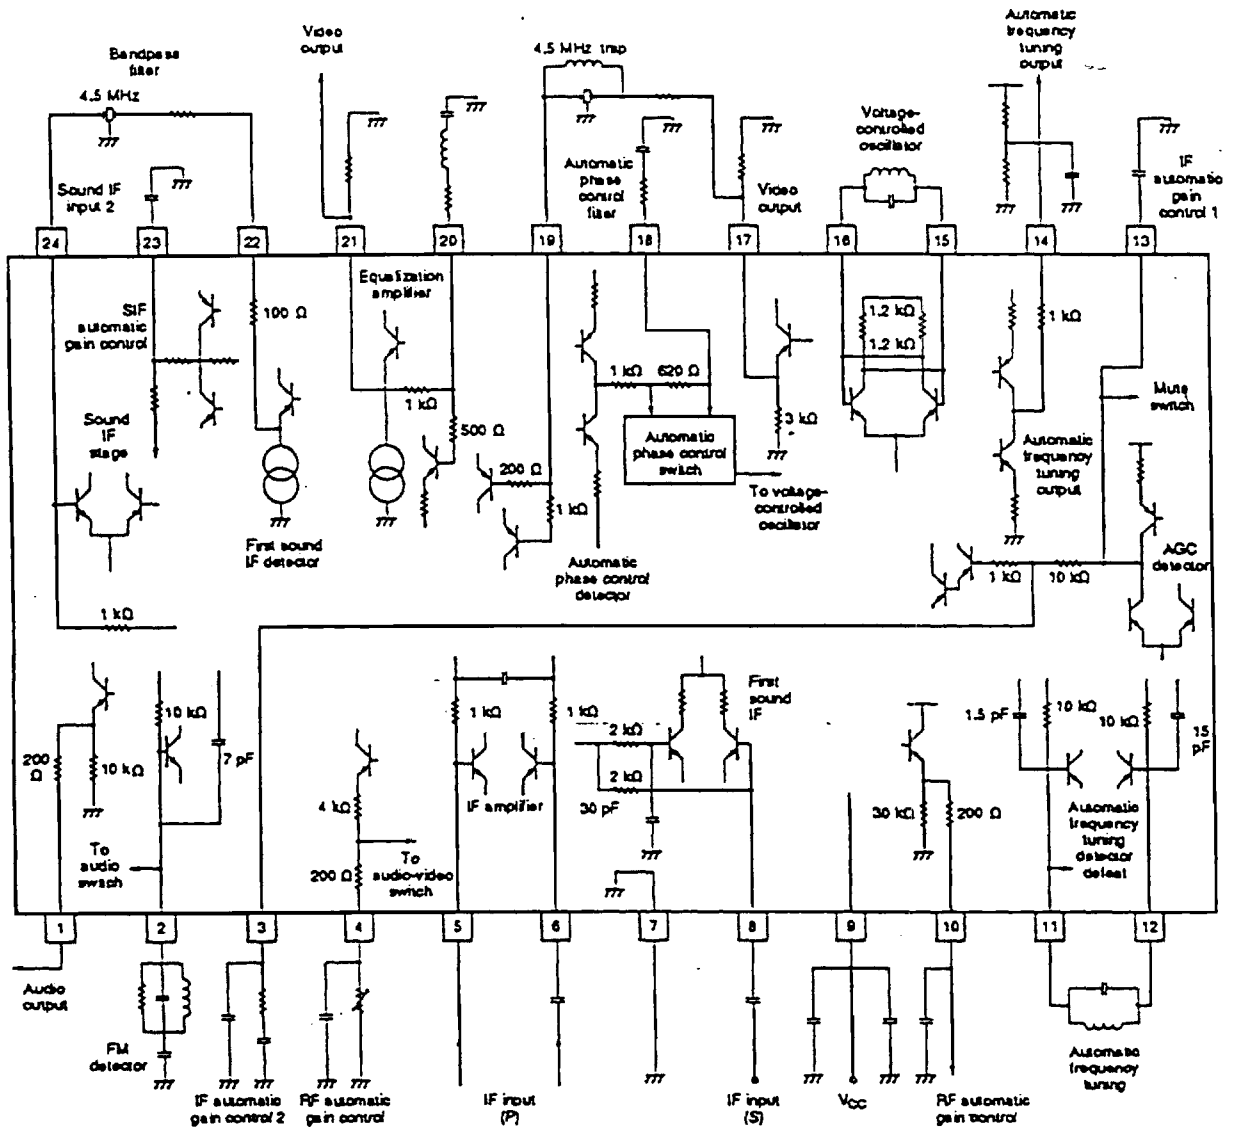 Bandpass
filter
4.5 MHz
Video
output
4.5 MHz trap
Automatic
frequency
tuning
output
Sound IF
input 2
Automatic
phase
control
filter
Video
output
Voltage-
controlled
oscillator
IF
automatic
gain
control 1
24
23
22
21
20
19
18
17
16
15
14
13
SIF
automatic
gain control
100 Ω
Equalization
amplifier
1 kΩ
500 Ω
200 Ω
1 kΩ
1 kΩ
620 Ω
Automatic
phase control
switch
3 kΩ
To voltage-
controlled
oscillator
1.2 kΩ
1.2 kΩ
1 kΩ
Automatic
frequency
tuning
output
Mute
switch
Sound
IF
stage
First sound
IF detector
Automatic
phase control
detector
1 kΩ
10 kΩ
AGC
detector
1 kΩ
200
Ω
10 kΩ
10 kΩ
7 pF
To
audio
switch
4 kΩ
200 Ω
To
audio-video
switch
1 kΩ
1 kΩ
IF amplifier
2 kΩ
2 kΩ
30 pF
First
sound
IF
30 kΩ
200 Ω
1.5 pF
10 kΩ
10 kΩ
15
pF
Automatic
frequency
tuning
detector
defeat
1
2
3
4
5
6
7
8
9
10
11
12
Audio
output
FM
detector
IF automatic
gain control 2
RF automatic
gain control
IF input
(P)
IF input
(S)
VCC
RF automatic
gain control
Automatic
frequency
tuning